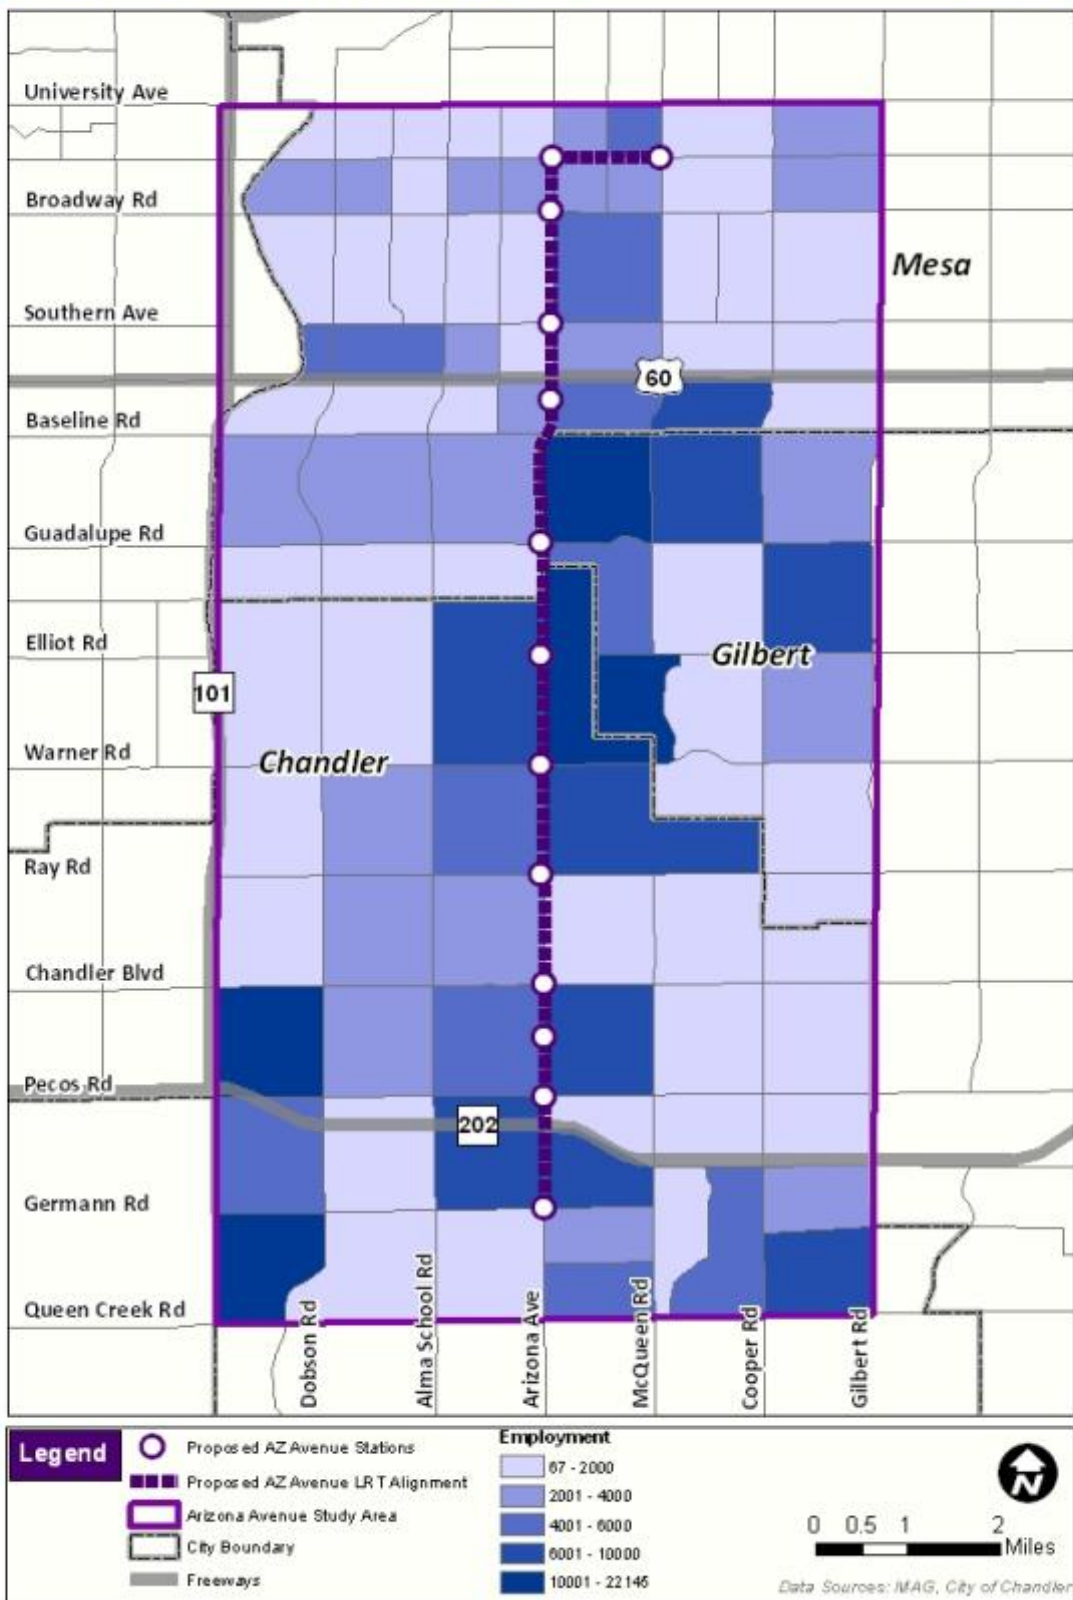 University Ave
Broadway Rd
Mesa
Southern Ave
60
Baseline Rd
Guadalupe Rd
Elliot Rd
Gilbert
101
Warner Rd
Chandler
Ray Rd
Chandler Blvd
Pecos Rd
202
Germann Rd
Queen Creek Rd
Dobson Rd
Alma School Rd
Arizona Ave
McQueen Rd
Cooper Rd
Gilbert Rd
Legend
Proposed AZ Avenue Stations
Proposed AZ Avenue LRT Alignment
Arizona Avenue Study Area
City Boundary
Freeways
Employment
67 - 2000
2001 - 4000
4001 - 6000
6001 - 10000
10001 - 22145
N
0 0.5 1 2
Miles
Data Sources: MAG, City of Chandler